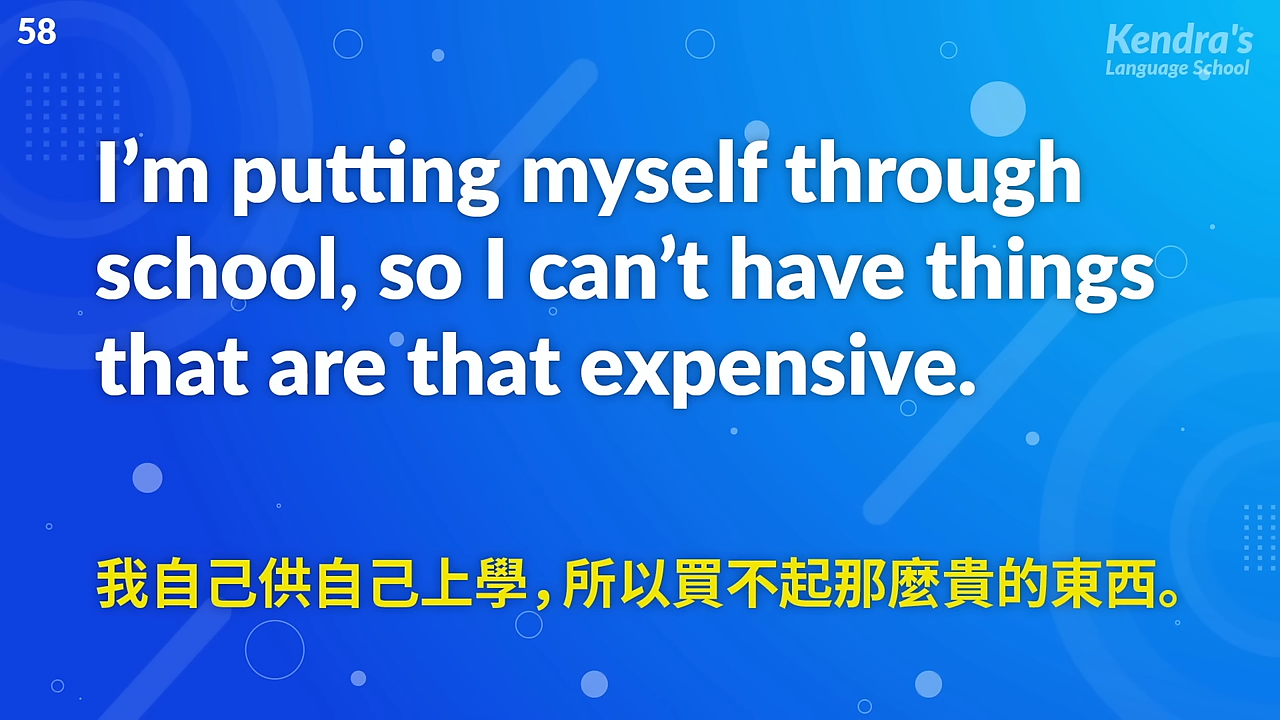 58
Kendra's
Language School
I’m putting myself through
school, so I can’t have things
that are that expensive.
我自己供自己上學，所以買不起那麼貴的東西。